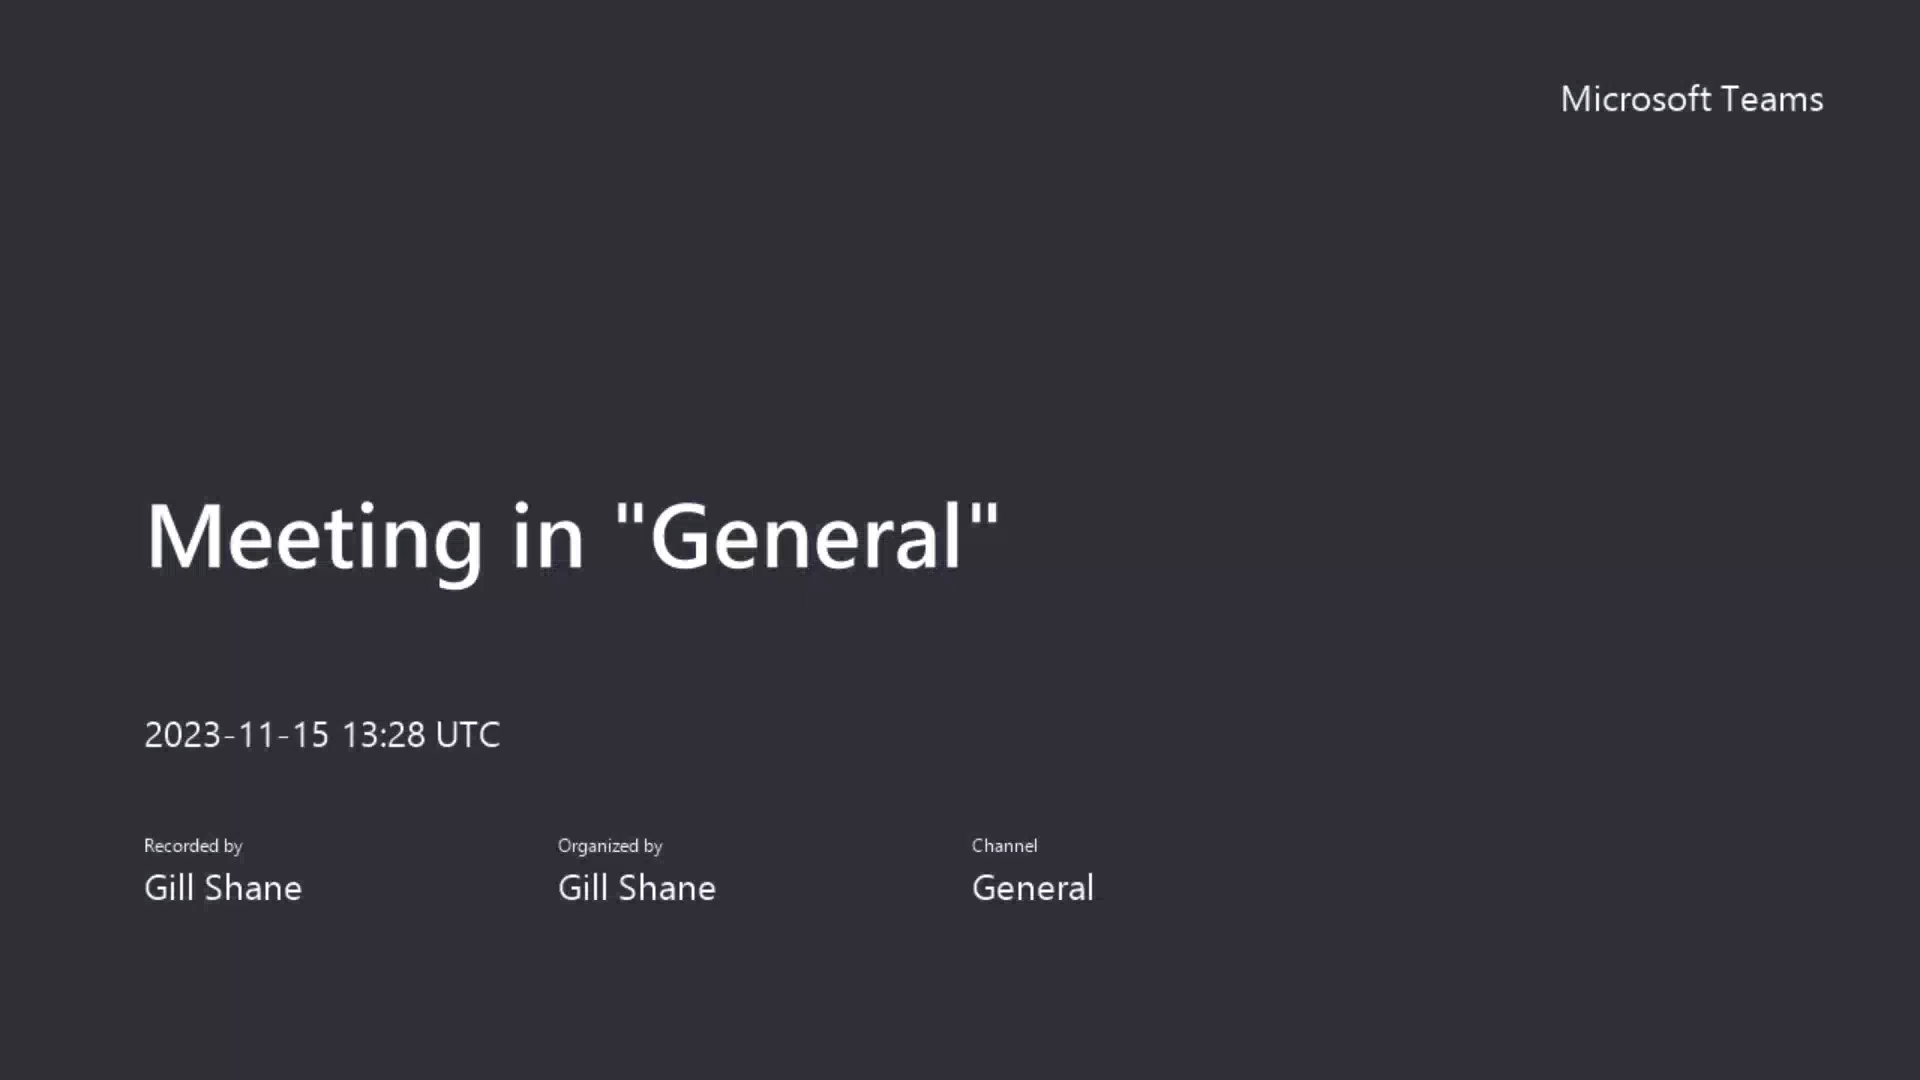 Microsoft Teams
Meeting in "General"
2023-11-15 13:28 UTC
Recorded by
Gill Shane
Organized by
Gill Shane
Channel
General